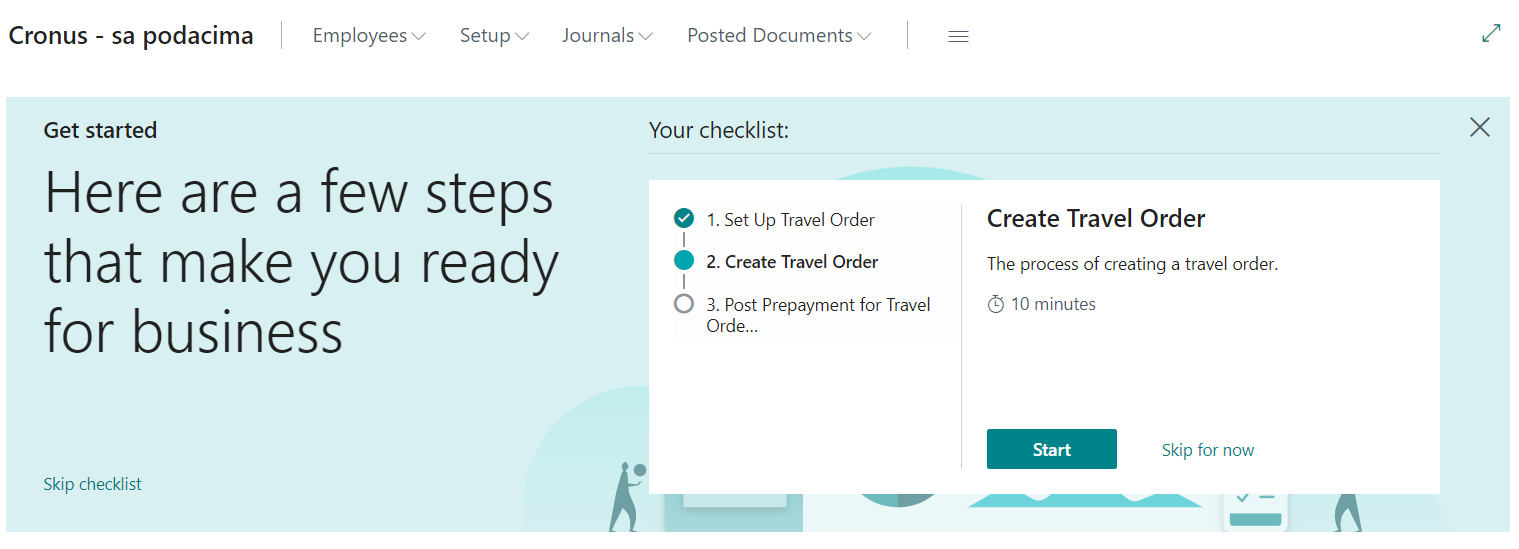 Cronus - sa podacima
Employees
Setup
Journals
Posted Documents
Get started
Here are a few steps
that make you ready
for business
Skip checklist
Your checklist:
1. Set Up Travel Order
2. Create Travel Order
3. Post Prepayment for Travel
Orde...
Create Travel Order
The process of creating a travel order.
10 minutes
Start
Skip for now